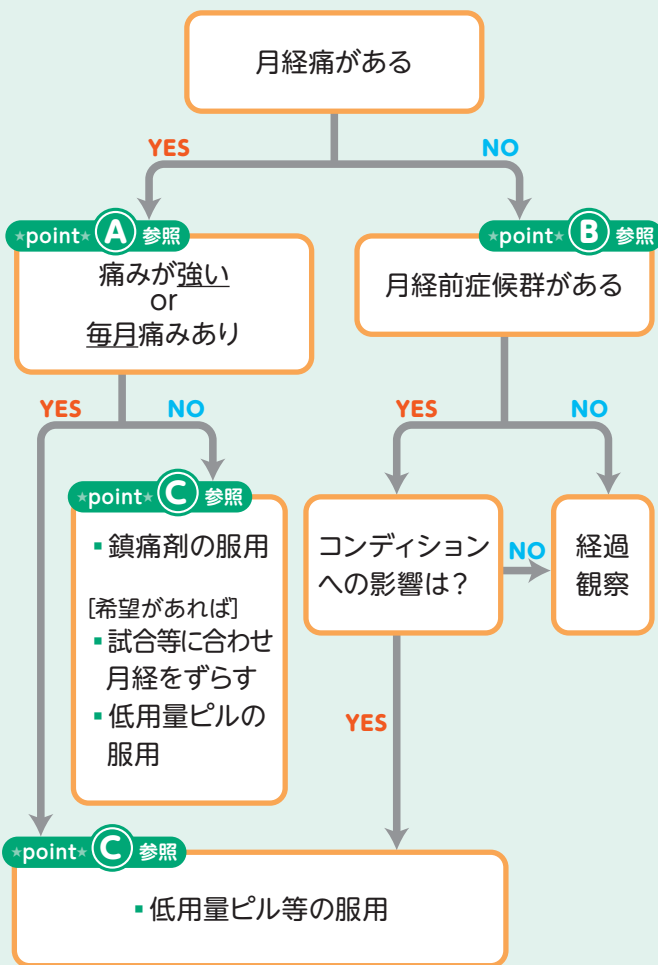 月経痛がある
YES
NO
★point★ A 参照
痛みが強い
or
毎月痛みあり
★point★ B 参照
月経前症候群がある
YES
NO
YES
NO
★point★ C 参照
▪鎮痛剤の服用
[希望があれば]
▪試合等に合わせ
月経をずらす
▪低用量ピルの
服用
コンディション
への影響は?
NO
経過
観察
YES
★point★ C 参照
▪低用量ピル等の服用